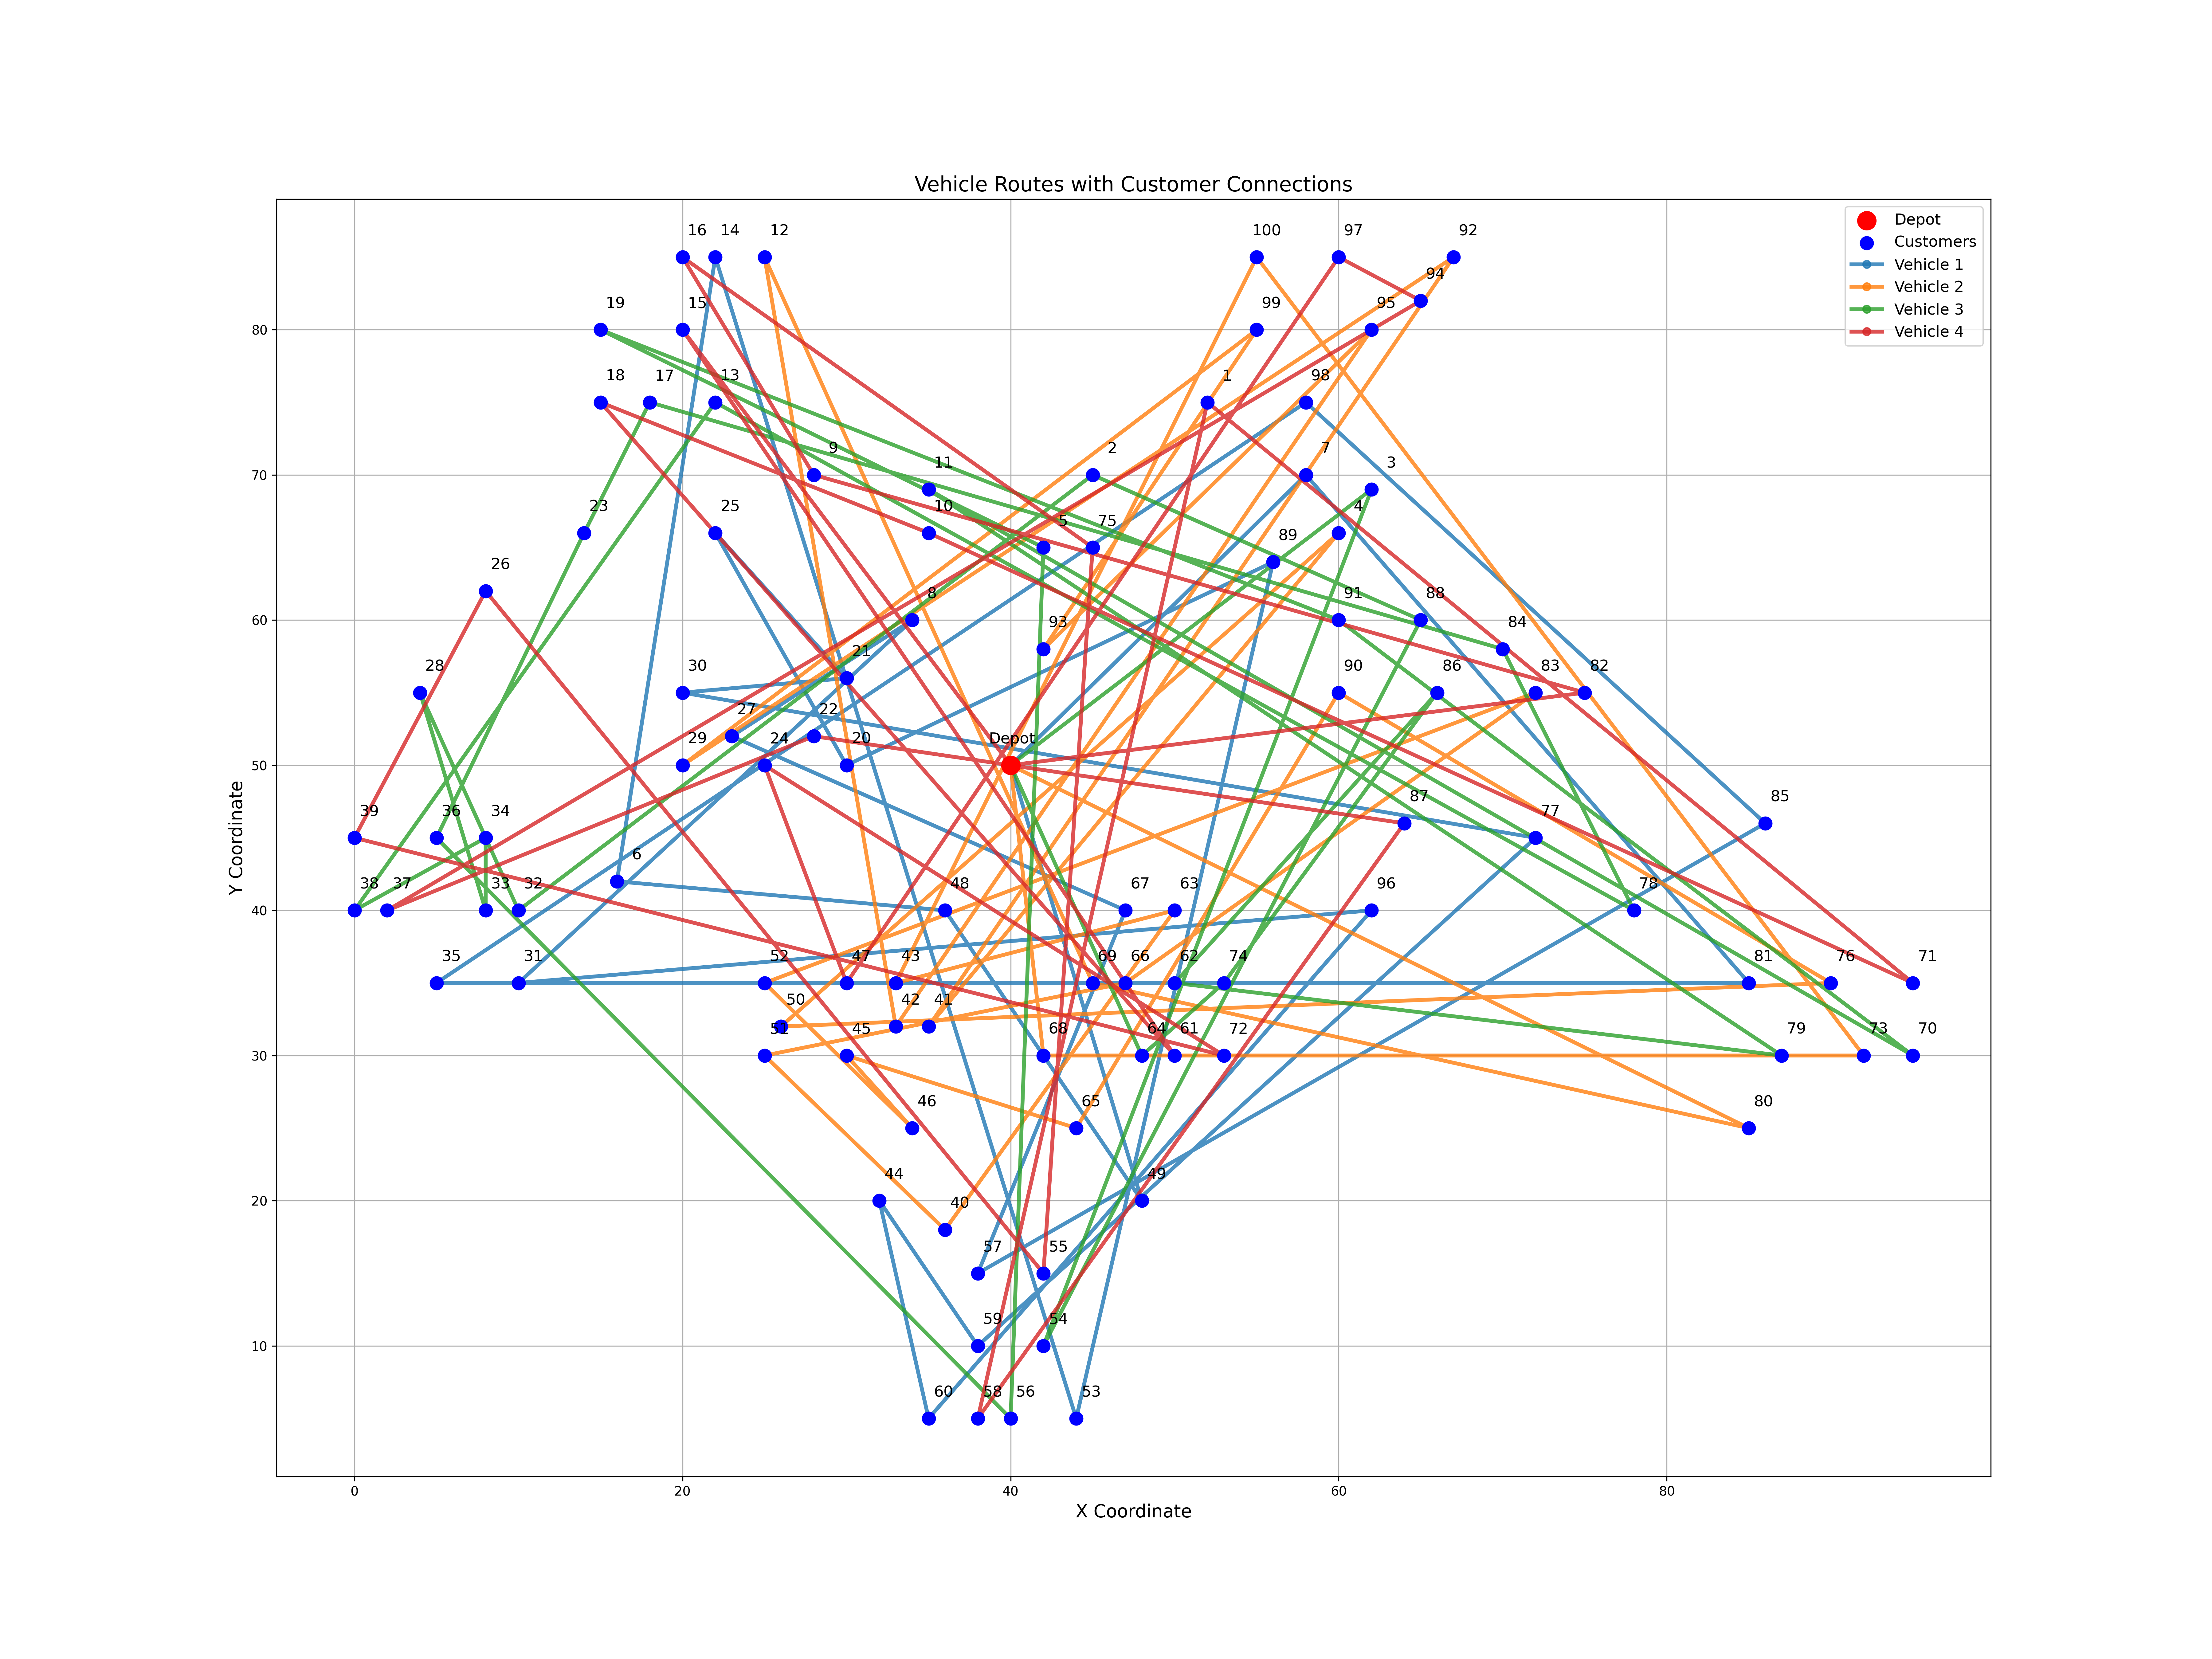 Vehicle Routes with Customer Connections
Depot
Customers
Vehicle 1
Vehicle 2
Vehicle 3
Vehicle 4
16 14 12 100 97 92
94
19 15 99 95
18 17 13 1 98
9 2 7 3
11
23 25 10 4
5 75 89
26
8 93 91 88 84
28 30 21 90 86 83 82
27 22
29 24 20 Depot
39 36 34 87 77 85
6
38 37 33 32 48 67 63 96 78
35 31 52 47 43 69 66 62 74 81 76 71
50 42 41
51 45 68 64 61 72 79 73 70
46 65 80
44 40 49
57 55
59 54
60 58 56 53
80
70
60
50
40
30
20
10
Y Coordinate
0 20 40 60 80
X Coordinate